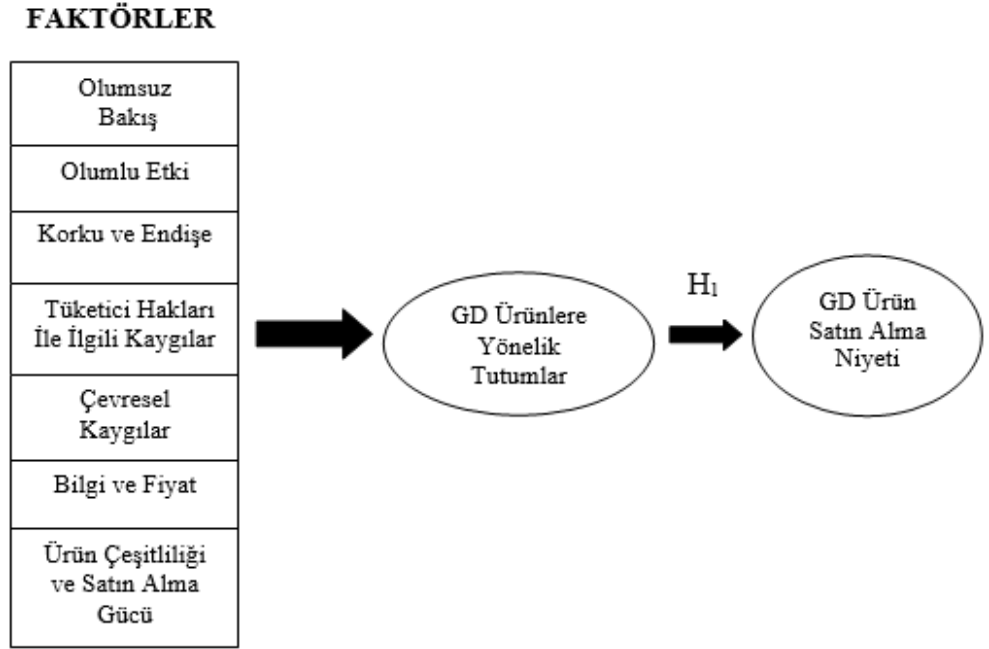 FAKTÖRLER
Olumsuz
Bakış
Olumlu Etki
Korku ve Endişe
Tüketici Hakları
İle İlgili Kaygılar
Çevresel
Kaygılar
Bilgi ve Fiyat
Ürün Çeşitliliği
ve Satın Alma
Gücü
GD Ürünlere
Yönelik
Tutumlar
H₁
GD Ürün
Satın Alma
Niyeti